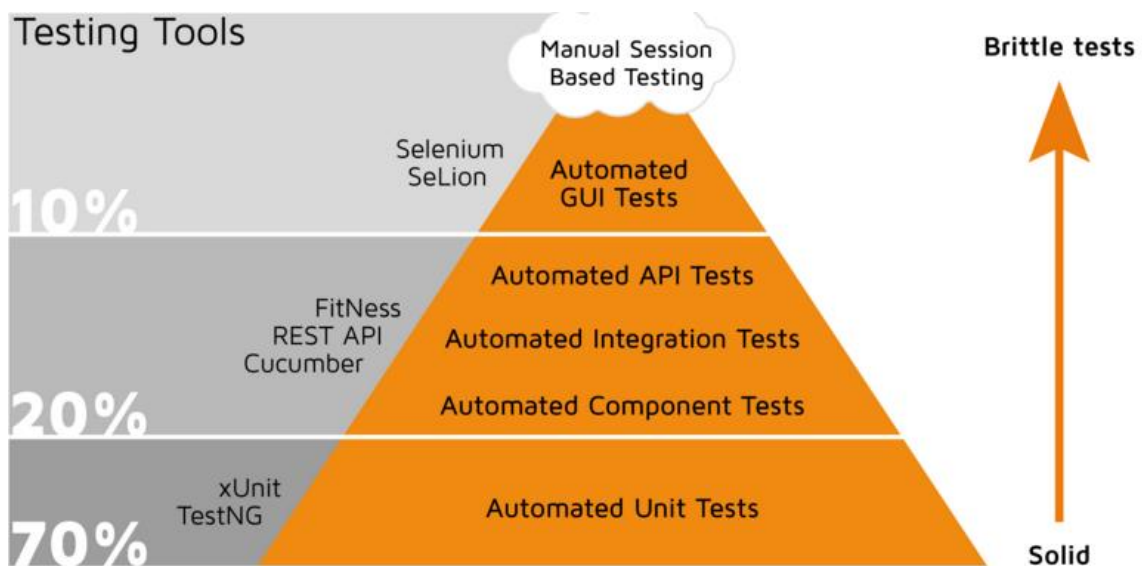 Testing Tools
Manual Session
Based Testing
Brittle tests
Selenium
SeLion
Automated
GUI Tests
10%
Automated API Tests
FitNess
REST API
Cucumber
Automated Integration Tests
Automated Component Tests
20%
xUnit
TestNG
Automated Unit Tests
70%
Solid